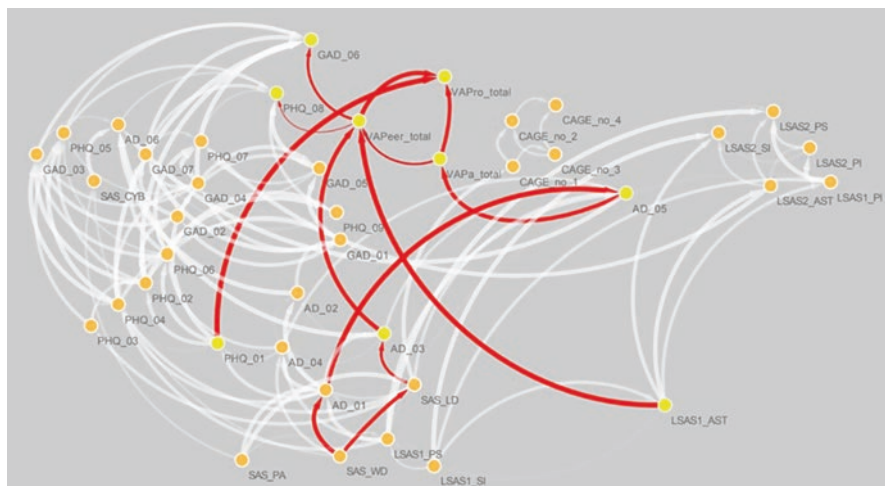 GAD_06
VAPro_total
PHQ_08
CAGE_no_4
LSAS2_PS
VAPeer_total
CAGE_no_2
AD_06
LSAS2_SI
PHQ_05
PHQ_07
LSAS2_PI
GAD_03
GAD_07
VAPa_total
CAGE_no_3
GAD_05
CAGE_no_1
SAS_CYB
GAD_04
LSAS2_AST
LSAS1_PI
AD_05
PHQ_09
GAD_02
GAD_01
PHQ_06
PHQ_02
AD_02
PHQ_04
PHQ_03
PHQ_01
AD_03
AD_04
SAS_LD
AD_01
LSAS1_AST
LSAS1_PS
SAS_PA
SAS_WD
LSAS1_SI